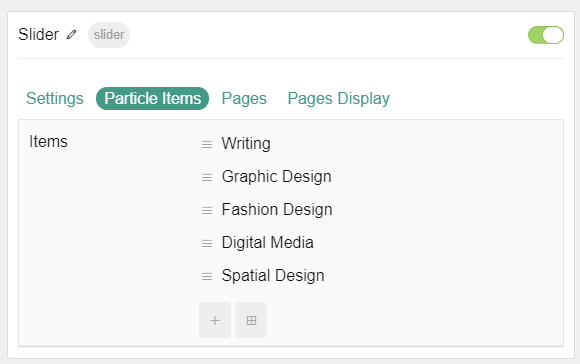 Slider slider
Settings Particle Items Pages Pages Display
Items
Writing
Graphic Design
Fashion Design
Digital Media
Spatial Design